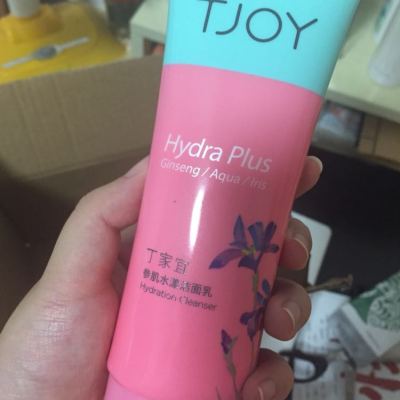 TJOY
Hydra Plus
Ginseng / Aqua / Iris
丁家宜
参肌水漾洁面乳
Hydration Cleanser